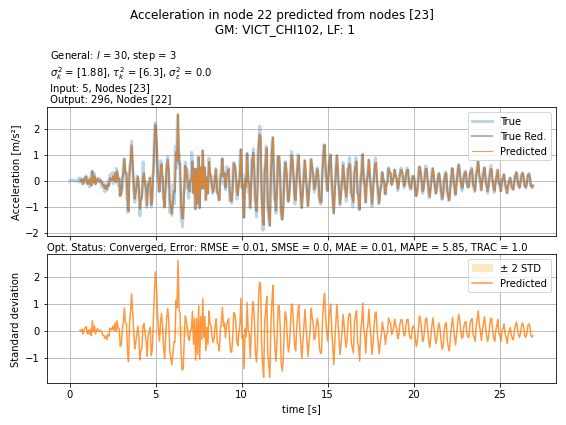 Acceleration in node 22 predicted from nodes [23]
GM: VICT_CHI102, LF: 1
General: l = 30, step = 3
σ²ₖ = [1.88], τ²ₖ = [6.3], σ²ε = 0.0
Input: 5, Nodes [23]
Output: 296, Nodes [22]
Acceleration [m/s²]
2
1
0
−1
−2
True
True Red.
Predicted
Opt. Status: Converged, Error: RMSE = 0.01, SMSE = 0.0, MAE = 0.01, MAPE = 5.85, TRAC = 1.0
Standard deviation
2
1
0
−1
± 2 STD
Predicted
0 5 10 15 20 25
time [s]